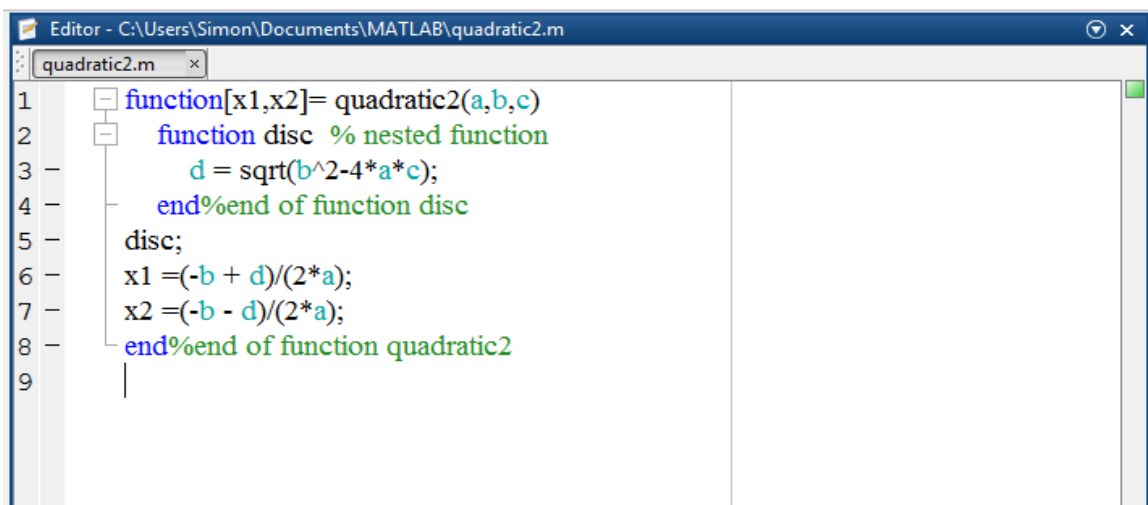 Editor - C:\Users\Simon\Documents\MATLAB\quadratic2.m
quadratic2.m ×
1 function[x1,x2]= quadratic2(a,b,c)
2 function disc % nested function
3 – d = sqrt(b^2-4*a*c);
4 – end%end of function disc
5 – disc;
6 – x1 =(-b + d)/(2*a);
7 – x2 =(-b - d)/(2*a);
8 – end%end of function quadratic2
9